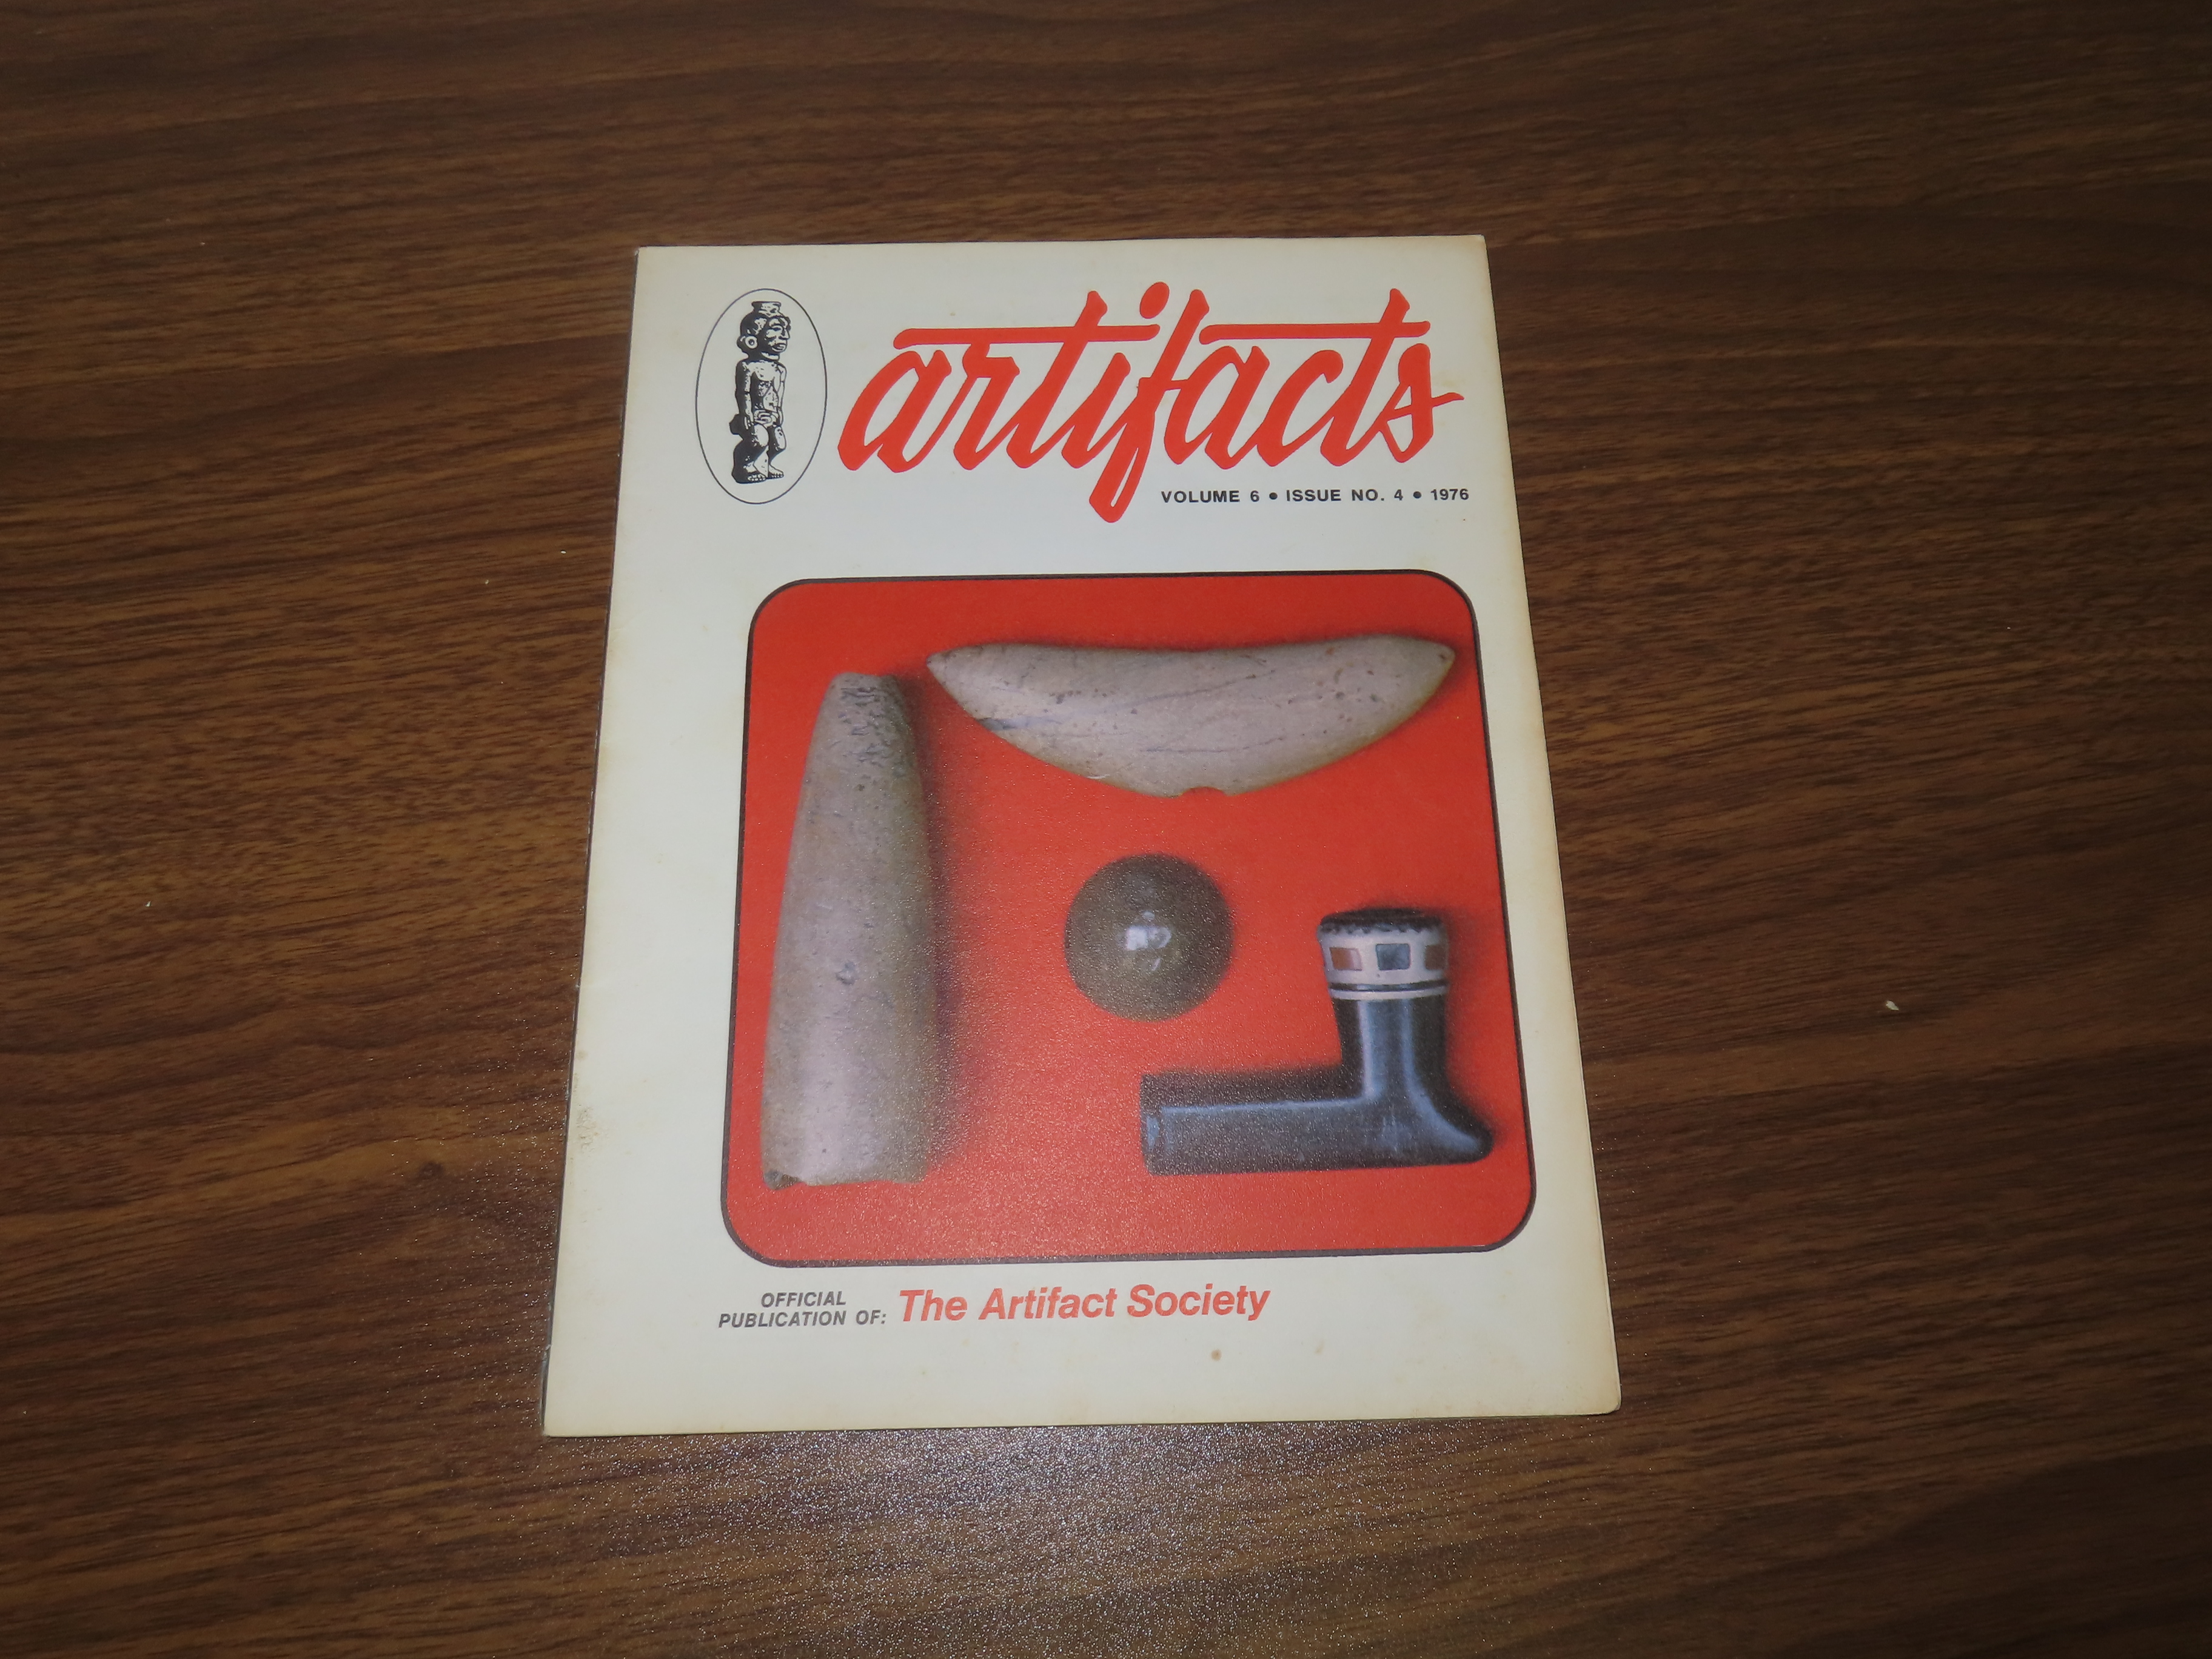 artifacts
VOLUME 6 • ISSUE NO. 4 • 1976
OFFICIAL
PUBLICATION OF: The Artifact Society